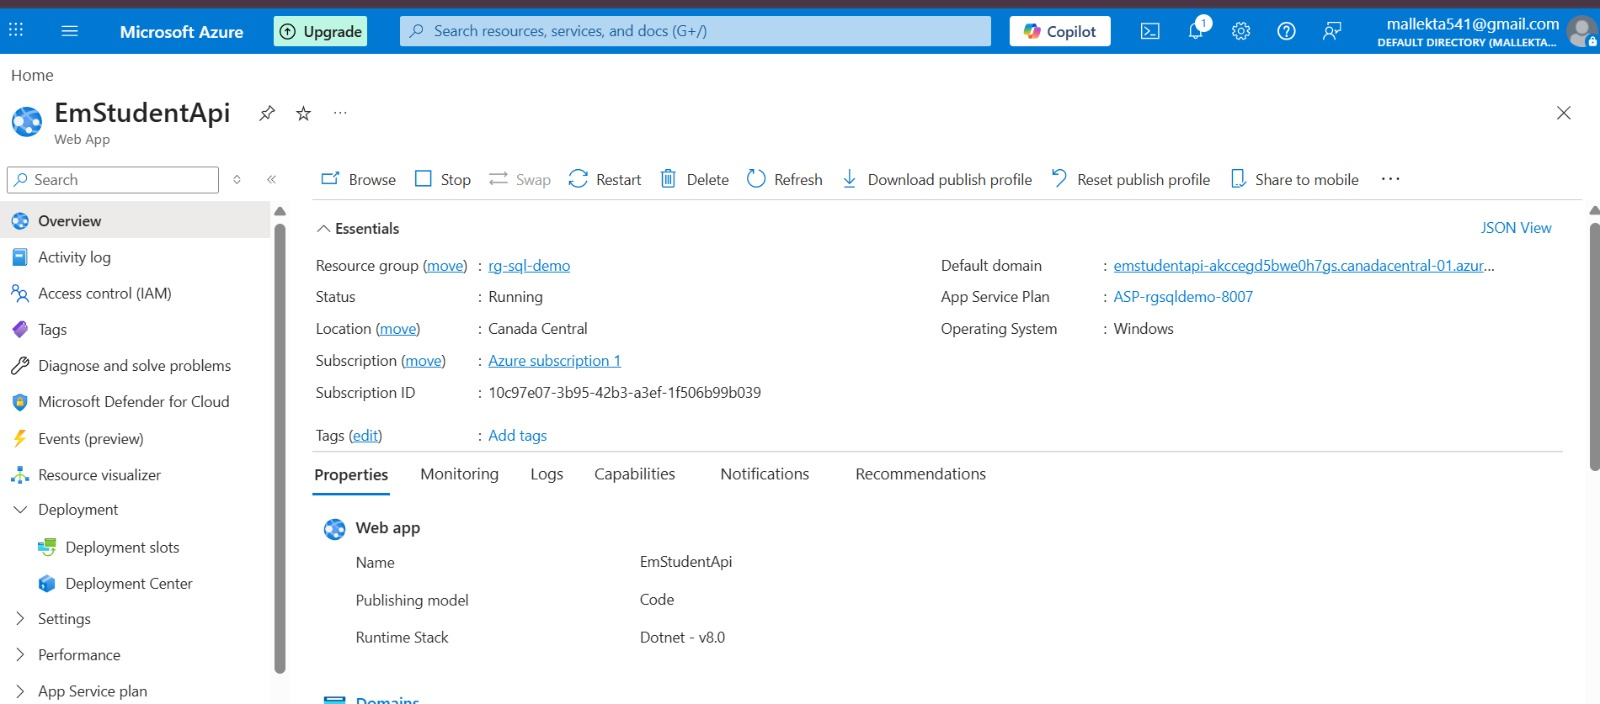 Microsoft Azure
Upgrade
Search resources, services, and docs (G+/)
Copilot
1
mallekta541@gmail.com
DEFAULT DIRECTORY (MALLEKTA...
Home
EmStudentApi
Web App
Search
Browse
Stop
Swap
Restart
Delete
Refresh
Download publish profile
Reset publish profile
Share to mobile
Overview
Activity log
Access control (IAM)
Tags
Diagnose and solve problems
Microsoft Defender for Cloud
Events (preview)
Resource visualizer
Deployment
Deployment slots
Deployment Center
Settings
Performance
App Service plan
Essentials
JSON View
Resource group (move) : rg-sql-demo
Status : Running
Location (move) : Canada Central
Subscription (move) : Azure subscription 1
Subscription ID : 10c97e07-3b95-42b3-a3ef-1f506b99b039
Tags (edit) : Add tags
Default domain : emstudentapi-akccegd5bwe0h7gs.canadacentral-01.azur...
App Service Plan : ASP-rgsqldemo-8007
Operating System : Windows
Properties
Monitoring
Logs
Capabilities
Notifications
Recommendations
Web app
Name EmStudentApi
Publishing model Code
Runtime Stack Dotnet - v8.0
Domains